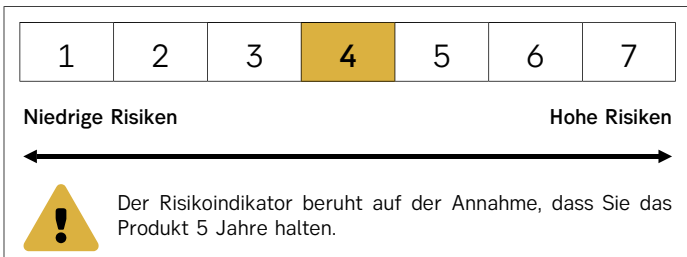 1 2 3 4 5 6 7
Niedrige Risiken Hohe Risiken
Der Risikoindikator beruht auf der Annahme, dass Sie das
Produkt 5 Jahre halten.